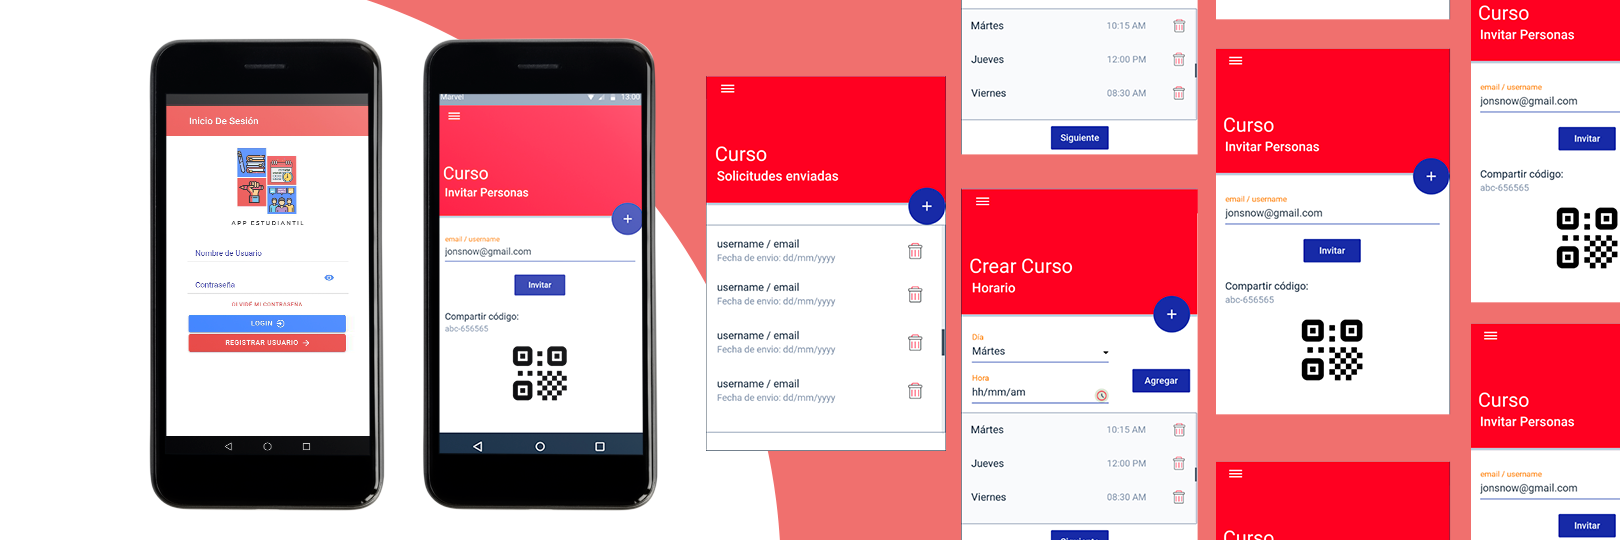 Inicio De Sesión
APP ESTUDIANTIL
Nombre de Usuario
Contraseña
OLVIDÉ MI CONTRASEÑA
LOGIN
REGISTRAR USUARIO
Marvel
13:00
Curso
Invitar Personas
+
email / username
jonsnow@gmail.com
Invitar
Compartir código:
abc-656565
Curso
Solicitudes enviadas
+
username / email
Fecha de envio: dd/mm/yyyy
username / email
Fecha de envio: dd/mm/yyyy
username / email
Fecha de envio: dd/mm/yyyy
username / email
Fecha de envio: dd/mm/yyyy
Mártes 10:15 AM
Jueves 12:00 PM
Viernes 08:30 AM
Siguiente
Crear Curso
Horario
+
Día
Mártes
Hora
hh/mm/am
Agregar
Mártes 10:15 AM
Jueves 12:00 PM
Viernes 08:30 AM
Siguiente
Curso
Invitar Personas
+
email / username
jonsnow@gmail.com
Invitar
Compartir código:
abc-656565
Curso
Curso
Invitar Personas
email / username
jonsnow@gmail.com
Invitar
Compartir código:
abc-656565
Curso
Invitar Personas
email / username
jonsnow@gmail.com
Invitar